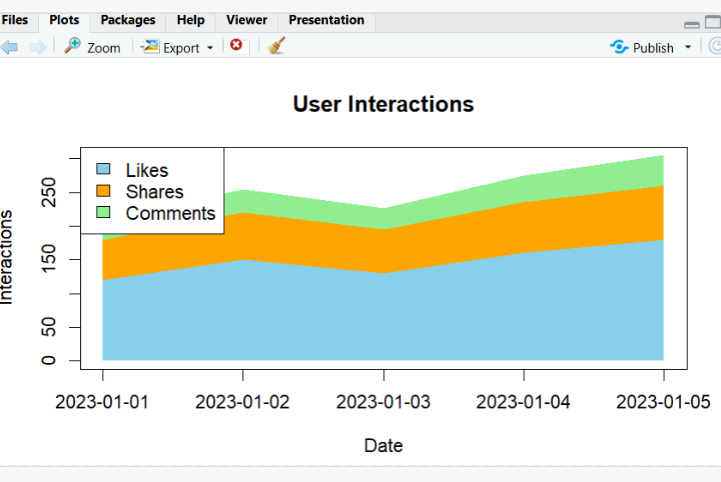 Files Plots Packages Help Viewer Presentation
Zoom Export Publish
User Interactions
Likes
Shares
Comments
Interactions
250
150
50
0
2023-01-01 2023-01-02 2023-01-03 2023-01-04 2023-01-05
Date